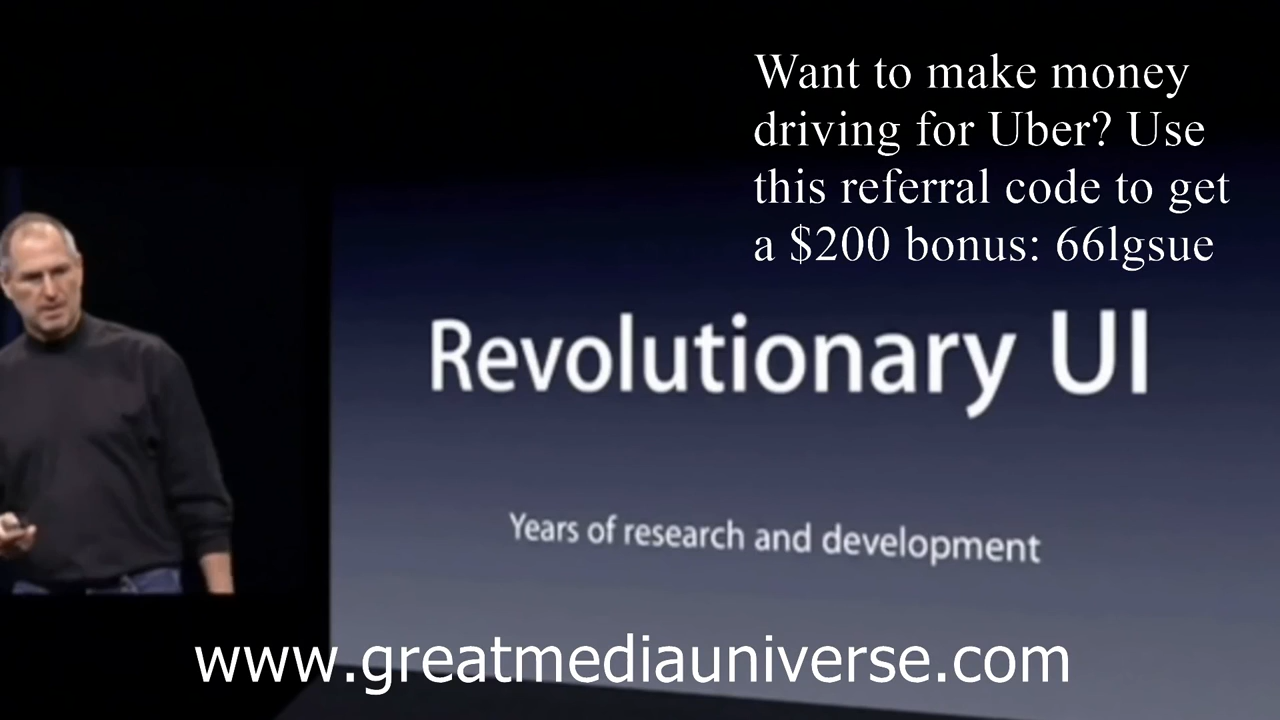 Want to make money
driving for Uber? Use
this referral code to get
a $200 bonus: 66lgsue
Revolutionary UI
Years of research and development
www.greatmediauniverse.com